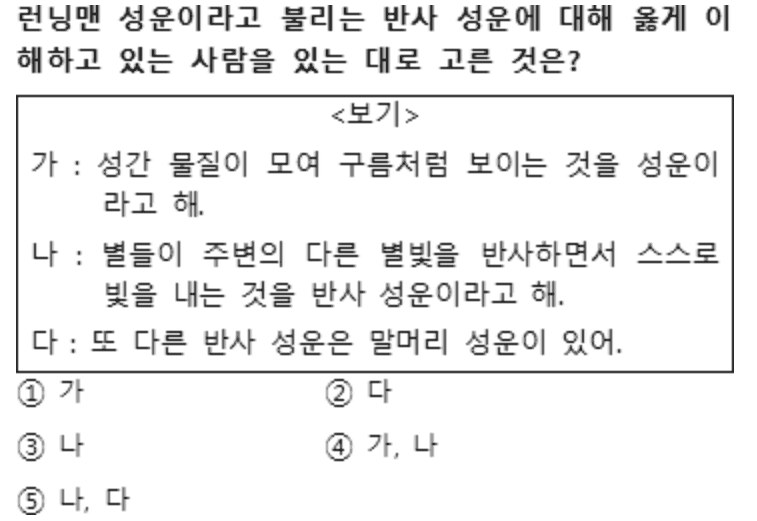 런닝맨 성운이라고 불리는 반사 성운에 대해 옳게 이
해하고 있는 사람을 있는 대로 고른 것은?
<보기>
가 : 성간 물질이 모여 구름처럼 보이는 것을 성운이
라고 해.
나 : 별들이 주변의 다른 별빛을 반사하면서 스스로
빛을 내는 것을 반사 성운이라고 해.
다 : 또 다른 반사 성운은 말머리 성운이 있어.
① 가 ② 다
③ 나 ④ 가, 나
⑤ 나, 다